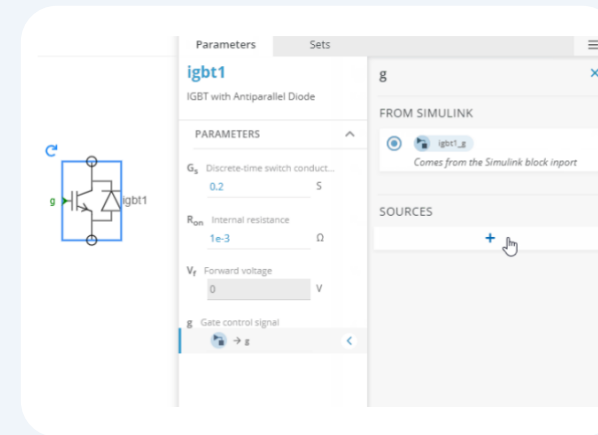 Parameters
Sets
igbt1
IGBT with Antiparallel Diode
PARAMETERS
Gs Discrete-time switch conduct...
0.2 S
Ron Internal resistance
1e-3 Ω
Vf Forward voltage
0 V
g Gate control signal
→ g
g
FROM SIMULINK
igbt1_g
Comes from the Simulink block inport
SOURCES
+
g
igbt1